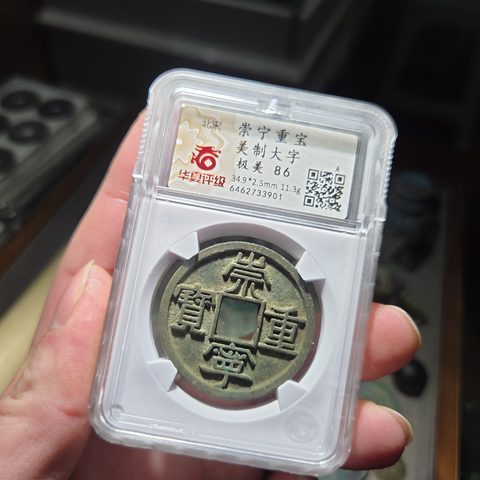 北宋
崇宁重宝
美制大字
极美 86
华夏评级
34.9*2.5mm 11.3g
6462733901
A
崇
重
寧
寶